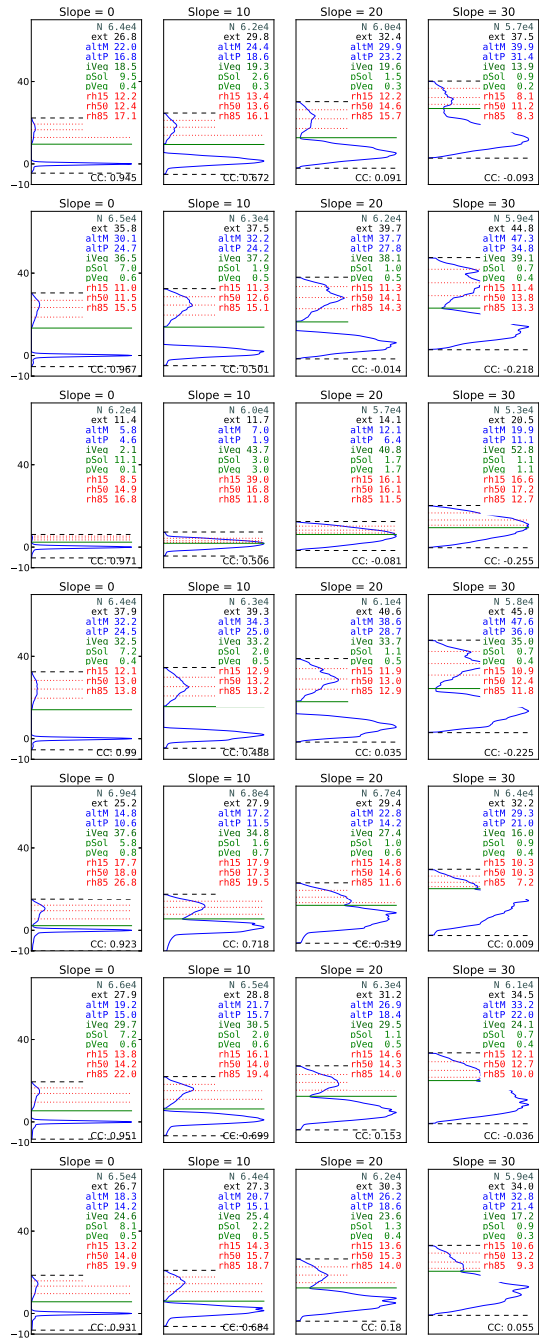 Slope = 0
N 6.4e4
ext 26.8
altM 22.0
altP 16.8
iVeg 18.5
pSol 9.5
pVeg 0.4
rh15 12.2
rh50 12.4
rh85 17.1
CC: 0.945
40
0
−10
Slope = 10
N 6.2e4
ext 29.8
altM 24.4
altP 18.6
iVeg 19.3
pSol 2.6
pVeg 0.3
rh15 13.4
rh50 13.6
rh85 16.1
CC: 0.672
Slope = 20
N 6.0e4
ext 32.4
altM 29.9
altP 23.2
iVeg 19.6
pSol 1.5
pVeg 0.3
rh15 12.2
rh50 14.6
rh85 15.7
CC: 0.091
Slope = 30
N 5.7e4
ext 37.5
altM 39.9
altP 31.4
iVeg 13.9
pSol 0.9
pVeg 0.2
rh15 8.1
rh50 11.2
rh85 8.3
CC: -0.093
Slope = 0
N 6.5e4
ext 35.8
altM 30.1
altP 24.7
iVeg 36.5
pSol 7.0
pVeg 0.6
rh15 11.0
rh50 11.5
rh85 15.5
CC: 0.967
40
0
−10
Slope = 10
N 6.3e4
ext 37.5
altM 32.2
altP 24.2
iVeg 37.2
pSol 1.9
pVeg 0.5
rh15 11.3
rh50 12.6
rh85 15.1
CC: 0.501
Slope = 20
N 6.2e4
ext 39.7
altM 37.7
altP 27.8
iVeg 38.1
pSol 1.0
pVeg 0.5
rh15 11.3
rh50 14.1
rh85 14.3
CC: -0.014
Slope = 30
N 5.9e4
ext 44.8
altM 47.3
altP 34.8
iVeg 39.1
pSol 0.7
pVeg 0.4
rh15 11.4
rh50 13.8
rh85 13.3
CC: -0.218
Slope = 0
N 6.2e4
ext 11.4
altM 5.8
altP 4.6
iVeg 2.1
pSol 11.1
pVeg 0.1
rh15 8.5
rh50 14.9
rh85 16.8
CC: 0.971
40
0
−10
Slope = 10
N 6.0e4
ext 11.7
altM 7.0
altP 1.9
iVeg 43.7
pSol 3.0
pVeg 3.0
rh15 39.0
rh50 16.8
rh85 11.8
CC: 0.506
Slope = 20
N 5.7e4
ext 14.1
altM 12.1
altP 6.4
iVeg 40.8
pSol 1.7
pVeg 1.7
rh15 16.1
rh50 16.1
rh85 11.5
CC: -0.081
Slope = 30
N 5.3e4
ext 20.5
altM 19.9
altP 11.1
iVeg 52.8
pSol 1.1
pVeg 1.1
rh15 16.6
rh50 17.2
rh85 12.7
CC: -0.255
Slope = 0
N 6.4e4
ext 37.9
altM 32.2
altP 24.5
iVeg 32.5
pSol 7.2
pVeg 0.4
rh15 12.1
rh50 13.0
rh85 13.8
CC: 0.99
40
0
−10
Slope = 10
N 6.3e4
ext 39.3
altM 34.3
altP 25.0
iVeg 33.2
pSol 2.0
pVeg 0.5
rh15 12.9
rh50 13.2
rh85 13.2
CC: 0.488
Slope = 20
N 6.1e4
ext 40.6
altM 38.6
altP 28.7
iVeg 33.7
pSol 1.1
pVeg 0.5
rh15 11.9
rh50 13.0
rh85 12.9
CC: 0.035
Slope = 30
N 5.8e4
ext 45.0
altM 47.6
altP 36.0
iVeg 35.0
pSol 0.7
pVeg 0.4
rh15 10.9
rh50 12.4
rh85 11.8
CC: -0.225
Slope = 0
N 6.9e4
ext 25.2
altM 14.8
altP 10.6
iVeg 37.6
pSol 5.8
pVeg 0.8
rh15 17.7
rh50 18.0
rh85 26.8
CC: 0.923
40
0
−10
Slope = 10
N 6.8e4
ext 27.9
altM 17.2
altP 11.5
iVeg 34.8
pSol 1.6
pVeg 0.7
rh15 17.9
rh50 17.3
rh85 19.5
CC: 0.718
Slope = 20
N 6.7e4
ext 29.4
altM 22.8
altP 14.2
iVeg 27.4
pSol 1.0
pVeg 0.6
rh15 14.8
rh50 14.6
rh85 11.6
CC: 0.319
Slope = 30
N 6.4e4
ext 32.2
altM 29.3
altP 21.0
iVeg 16.0
pSol 0.9
pVeg 0.4
rh15 10.3
rh50 10.3
rh85 7.2
CC: 0.009
Slope = 0
N 6.6e4
ext 27.9
altM 19.2
altP 15.0
iVeg 29.7
pSol 7.2
pVeg 0.6
rh15 13.8
rh50 14.2
rh85 22.0
CC: 0.951
40
0
−10
Slope = 10
N 6.5e4
ext 28.8
altM 21.7
altP 15.7
iVeg 30.5
pSol 2.0
pVeg 0.6
rh15 16.1
rh50 14.0
rh85 19.4
CC: 0.699
Slope = 20
N 6.3e4
ext 31.2
altM 26.9
altP 18.4
iVeg 29.5
pSol 1.1
pVeg 0.5
rh15 14.6
rh50 14.3
rh85 14.0
CC: 0.153
Slope = 30
N 6.1e4
ext 34.5
altM 33.2
altP 22.0
iVeg 24.1
pSol 0.7
pVeg 0.4
rh15 12.1
rh50 12.2
rh85 10.0
CC: -0.036
Slope = 0
N 6.5e4
ext 26.7
altM 18.3
altP 14.2
iVeg 24.6
pSol 8.1
pVeg 0.5
rh15 13.2
rh50 14.0
rh85 19.9
CC: 0.931
40
0
−10
Slope = 10
N 6.4e4
ext 27.3
altM 20.7
altP 15.1
iVeg 25.4
pSol 2.2
pVeg 0.5
rh15 14.3
rh50 15.7
rh85 18.7
CC: 0.684
Slope = 20
N 6.2e4
ext 30.3
altM 26.2
altP 18.6
iVeg 23.6
pSol 1.3
pVeg 0.4
rh15 13.6
rh50 15.3
rh85 14.0
CC: 0.18
Slope = 30
N 5.9e4
ext 34.0
altM 32.8
altP 21.4
iVeg 17.2
pSol 0.9
pVeg 0.3
rh15 10.6
rh50 13.2
rh85 9.3
CC: 0.055